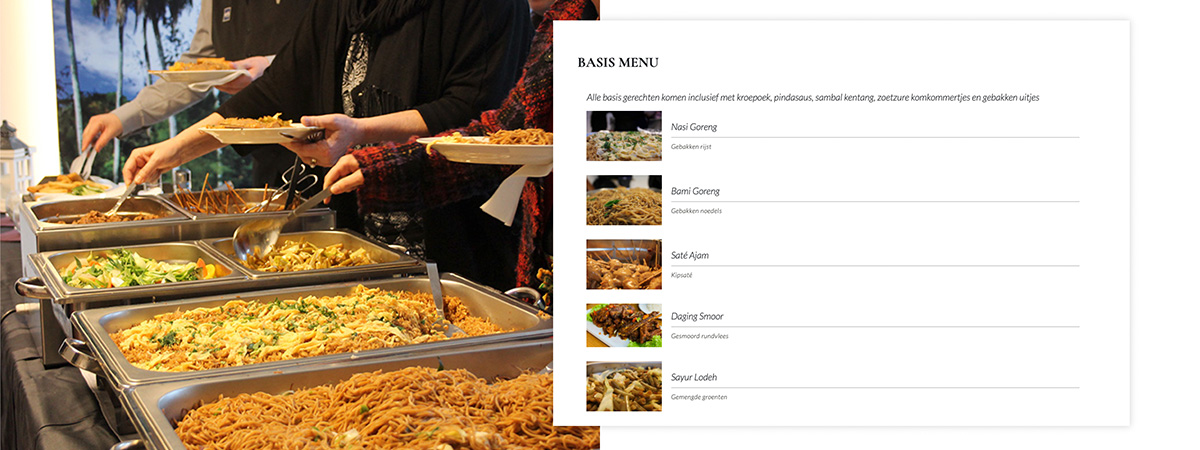 BASIS MENU
Alle basis gerechten komen inclusief met kroepoek, pindasaus, sambal kentang, zoetzure komkommertjes en gebakken uitjes
Nasi Goreng
Gebakken rijst
Bami Goreng
Gebakken noedels
Saté Ajam
Kipsaté
Daging Smoor
Gesmoord rundvlees
Sayur Lodeh
Gemengde groenten